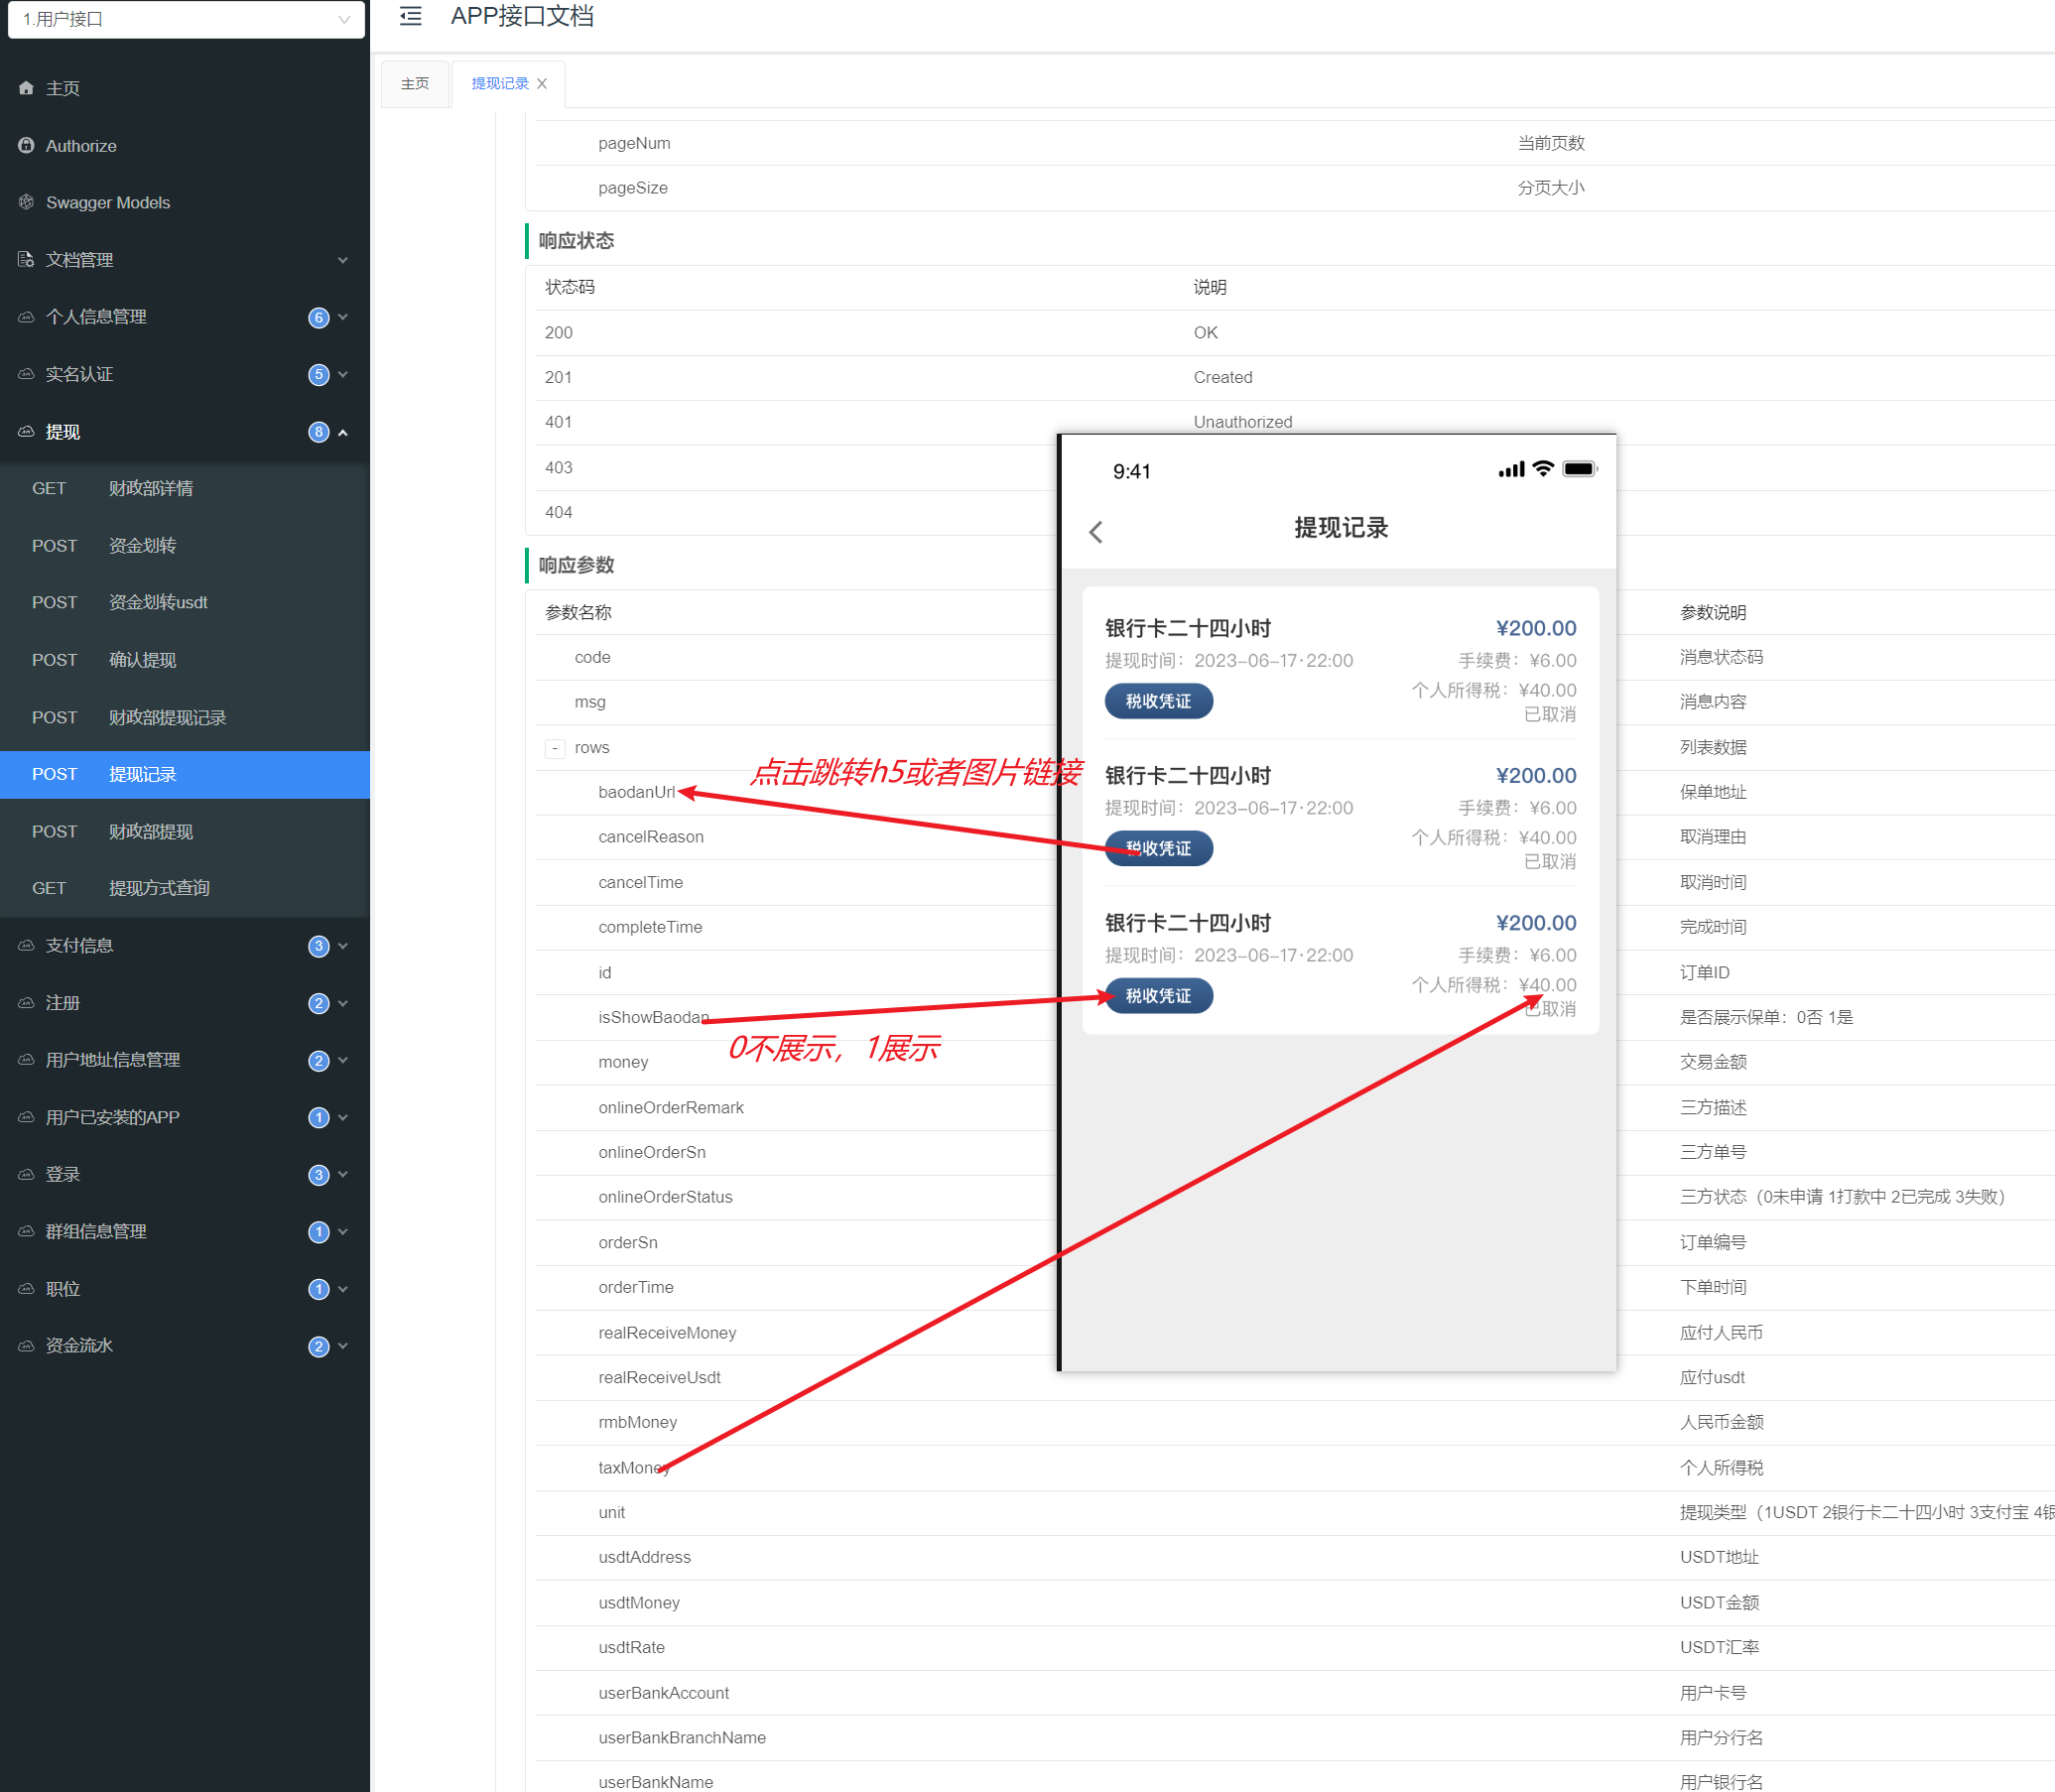 1.用户接口
主页
Authorize
Swagger Models
文档管理
个人信息管理 6
实名认证 5
提现 8
GET 财政部详情
POST 资金划转
POST 资金划转usdt
POST 确认提现
POST 财政部提现记录
POST 提现记录
POST 财政部提现
GET 提现方式查询
支付信息 3
注册 2
用户地址信息管理 2
用户已安装的APP 1
登录 3
群组信息管理 1
职位 1
资金流水 2
APP接口文档
主页 提现记录
pageNum 当前页数
pageSize 分页大小
响应状态
状态码 说明
200 OK
201 Created
401 Unauthorized
403
404
响应参数
参数名称 参数说明
code 消息状态码
msg 消息内容
- rows 列表数据
baodanUrl 保单地址
cancelReason 取消理由
cancelTime 取消时间
completeTime 完成时间
id 订单ID
isShowBaodan 是否展示保单：0否 1是
money 交易金额
onlineOrderRemark 三方描述
onlineOrderSn 三方单号
onlineOrderStatus 三方状态（0未申请 1打款中 2已完成 3失败）
orderSn 订单编号
orderTime 下单时间
realReceiveMoney 应付人民币
realReceiveUsdt 应付usdt
rmbMoney 人民币金额
taxMoney 个人所得税
unit 提现类型（1USDT 2银行卡二十四小时 3支付宝 4银
usdtAddress USDT地址
usdtMoney USDT金额
usdtRate USDT汇率
userBankAccount 用户卡号
userBankBranchName 用户分行名
userBankName 用户银行名
点击跳转h5或者图片链接
0不展示，1展示
9:41
提现记录
银行卡二十四小时 ¥200.00
提现时间：2023-06-17·22:00 手续费：¥6.00
税收凭证 个人所得税：¥40.00
已取消
银行卡二十四小时 ¥200.00
提现时间：2023-06-17·22:00 手续费：¥6.00
税收凭证 个人所得税：¥40.00
已取消
银行卡二十四小时 ¥200.00
提现时间：2023-06-17·22:00 手续费：¥6.00
税收凭证 个人所得税：¥40.00
已取消